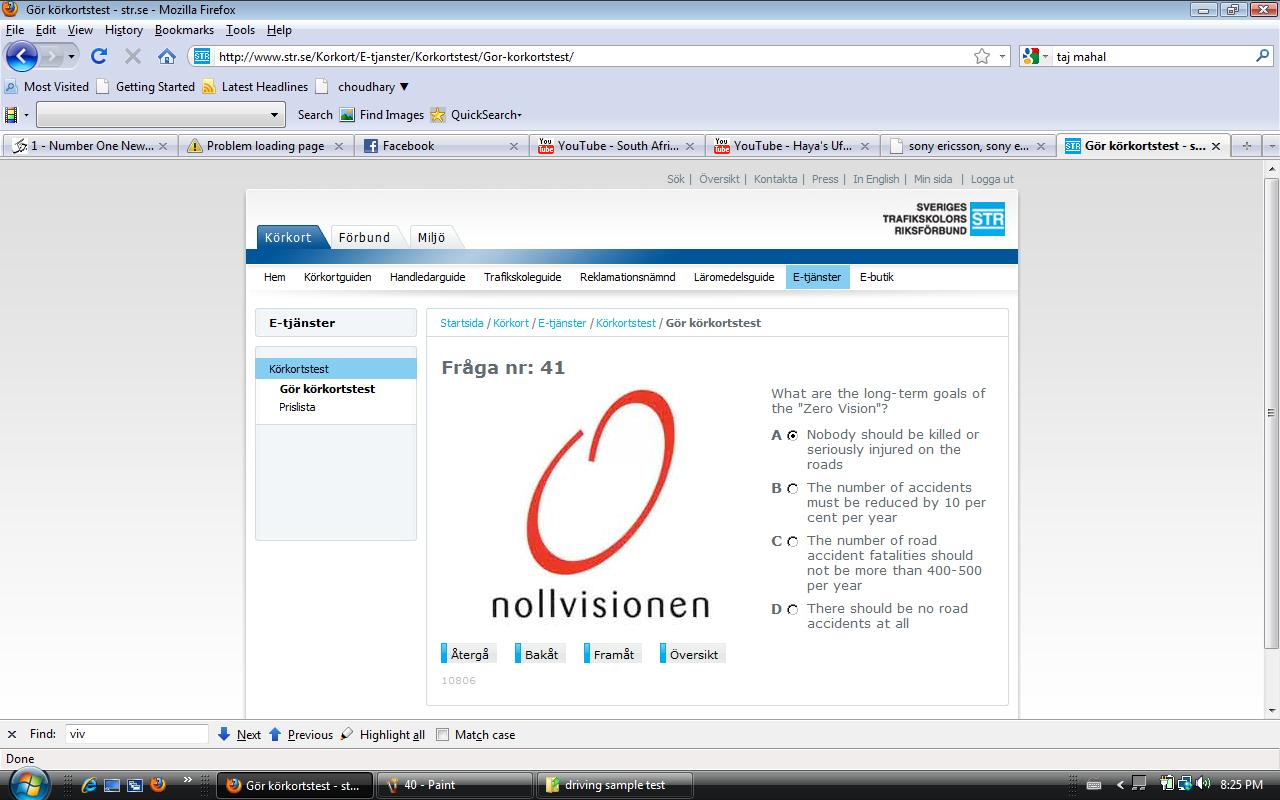 Gör körkortstest - str.se - Mozilla Firefox
File Edit View History Bookmarks Tools Help
STR http://www.str.se/Korkort/E-tjanster/Korkortstest/Gor-korkortstest/ taj mahal
Most Visited Getting Started Latest Headlines choudhary
Search Find Images QuickSearch
1 - Number One New... Problem loading page Facebook You Tube YouTube - South Afri... You Tube YouTube - Haya's Uf... sony ericsson, sony e... STR Gör körkortstest - s...
Sök | Översikt | Kontakta | Press | In English | Min sida | Logga ut
SVERIGES
TRAFIKSKOLORS STR
RIKSFÖRBUND
Körkort Förbund Miljö
Hem Körkortguiden Handledarguide Trafikskoleguide Reklamationsnämnd Läromedelsguide E-tjänster E-butik
E-tjänster
Startsida / Körkort / E-tjänster / Körkortstest / Gör körkortstest
Körkortstest
Gör körkortstest
Prislista
Fråga nr: 41
nollvisionen
What are the long-term goals of
the "Zero Vision"?
A Nobody should be killed or
seriously injured on the
roads
B The number of accidents
must be reduced by 10 per
cent per year
C The number of road
accident fatalities should
not be more than 400-500
per year
D There should be no road
accidents at all
Återgå Bakåt Framåt Översikt
10806
Find: viv Next Previous Highlight all Match case
Done
Gör körkortstest - st... 40 - Paint driving sample test 8:25 PM